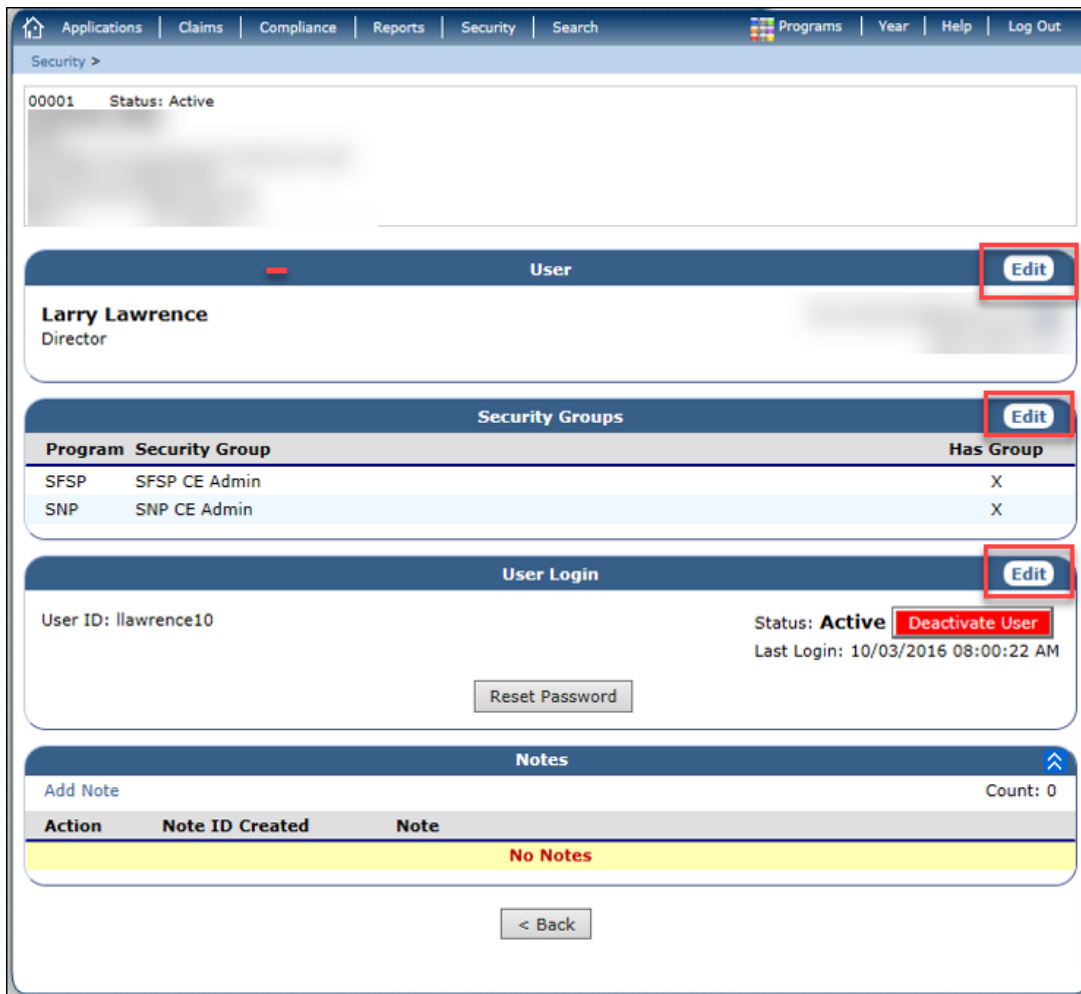 Applications | Claims | Compliance | Reports | Security | Search Programs | Year | Help | Log Out
Security >
00001 Status: Active
User Edit
Larry Lawrence
Director
Security Groups Edit
Program Security Group Has Group
SFSP SFSP CE Admin X
SNP SNP CE Admin X
User Login Edit
User ID: llawrence10 Status: Active Deactivate User
Last Login: 10/03/2016 08:00:22 AM
Reset Password
Notes
Add Note Count: 0
Action Note ID Created Note
No Notes
< Back